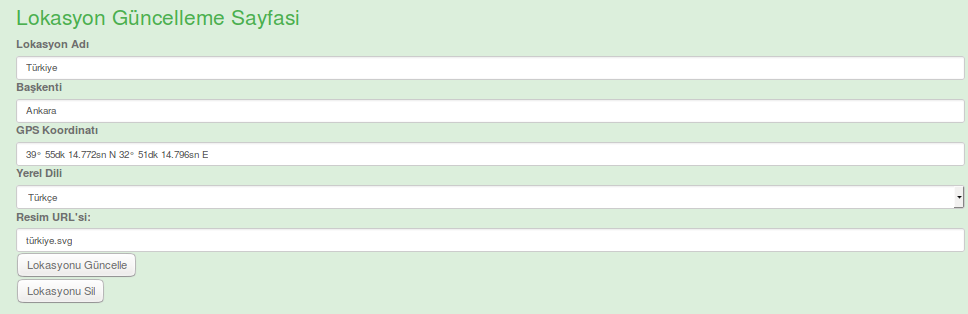 Lokasyon Güncelleme Sayfasi
Lokasyon Adı
Türkiye
Başkenti
Ankara
GPS Koordinatı
39° 55dk 14.772sn N 32° 51dk 14.796sn E
Yerel Dili
Türkçe
Resim URL'si:
türkiye.svg
Lokasyonu Güncelle
Lokasyonu Sil